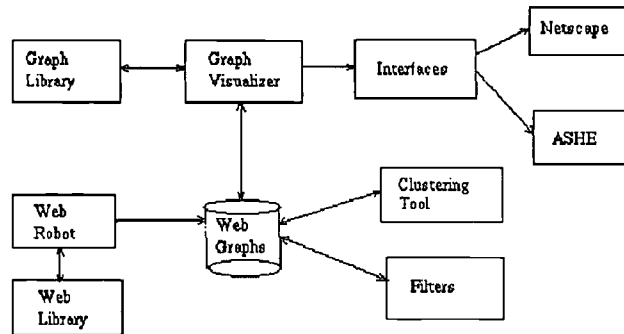 Netscape
Graph
Library
Graph
Visualizer
Interfaces
ASHE
Clustering
Tool
Web
Robot
Web
Graphs
Filters
Web
Library